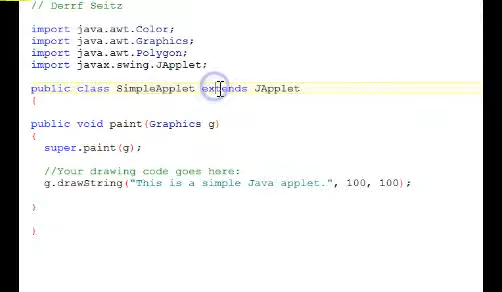 // Derrf Seitz
import java.awt.Color;
import java.awt.Graphics;
import java.awt.Polygon;
import javax.swing.JApplet;
public class SimpleApplet extends JApplet
{
public void paint(Graphics g)
{
super.paint(g);
//Your drawing code goes here:
g.drawString("This is a simple Java applet.", 100, 100);
}
}